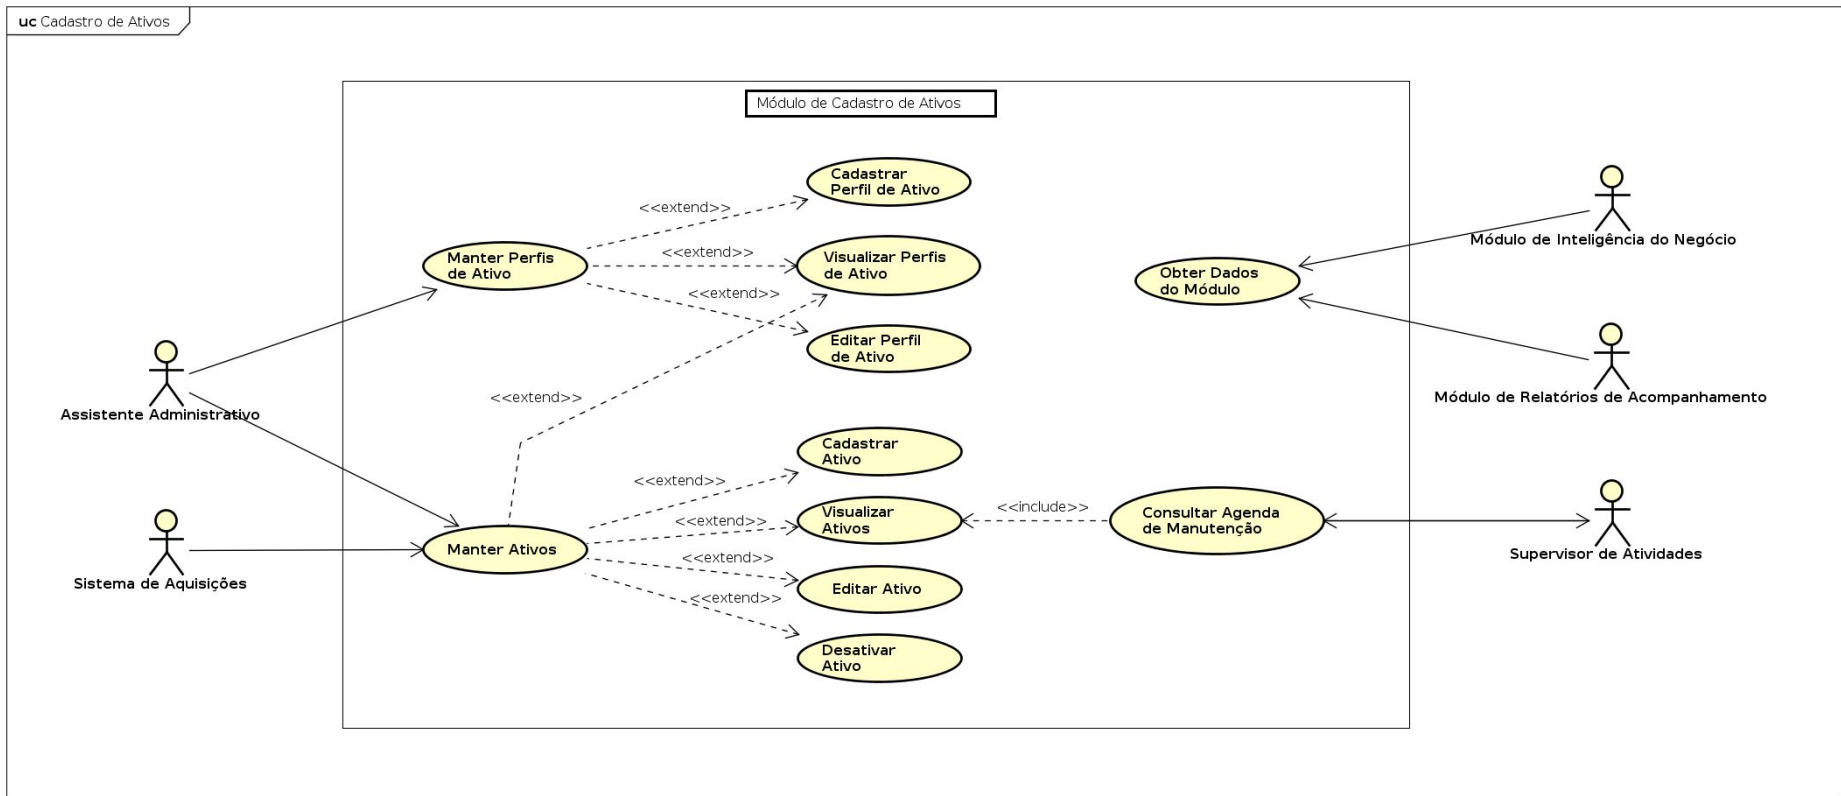 uc Cadastro de Ativos
Módulo de Cadastro de Ativos
Cadastrar
Perfil de Ativo
<<extend>>
Manter Perfis
de Ativo
<<extend>>
Visualizar Perfis
de Ativo
<<extend>>
Editar Perfil
de Ativo
<<extend>>
Obter Dados
do Módulo
Módulo de Inteligência do Negócio
Módulo de Relatórios de Acompanhamento
Assistente Administrativo
Sistema de Aquisições
Manter Ativos
Cadastrar
Ativo
<<extend>>
Visualizar
Ativos
<<extend>>
<<include>>
Consultar Agenda
de Manutenção
Supervisor de Atividades
<<extend>>
Editar Ativo
<<extend>>
Desativar
Ativo